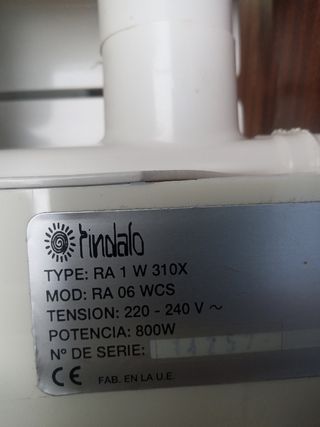 tindalo
TYPE: RA 1 W 310X
MOD: RA 06 WCS
TENSION: 220 - 240 V ~
POTENCIA: 800W
Nº DE SERIE:
CE FAB. EN LA U.E.